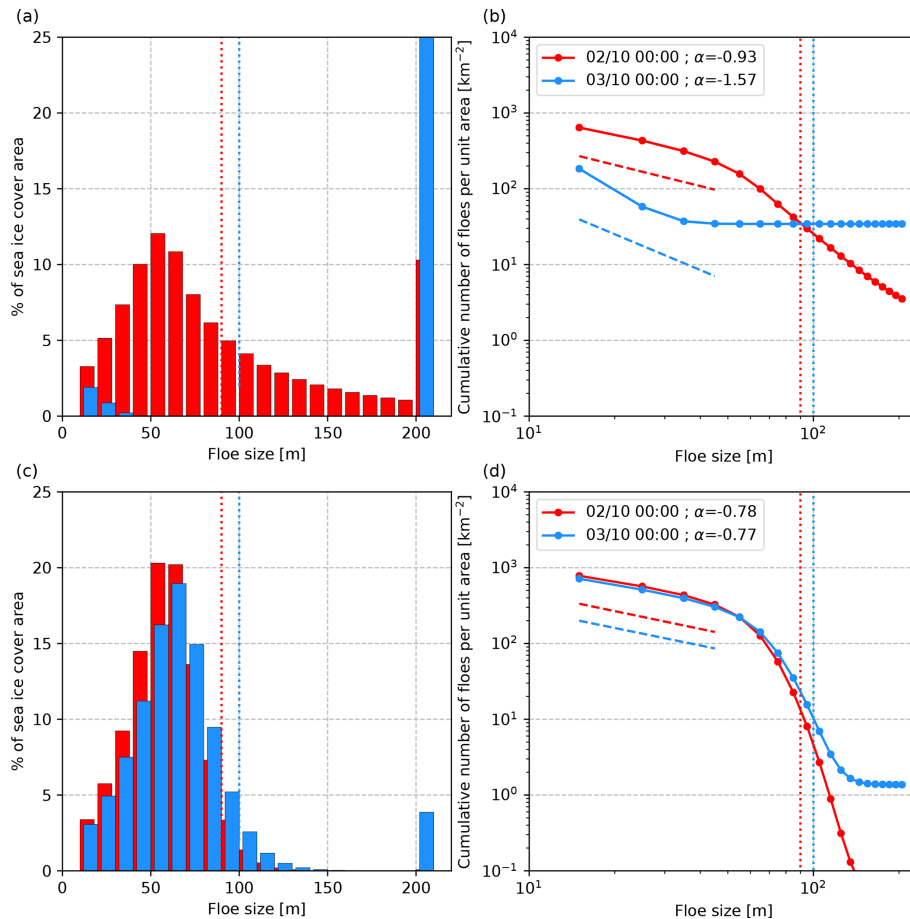 (a)
25
20
15
10
5
0
% of sea ice cover area
0 50 100 150 200
Floe size [m]
(b)
10^4
10^3
10^2
10^1
10^0
10^-1
Cumulative number of floes per unit area [km^-2]
02/10 00:00 ; α=-0.93
03/10 00:00 ; α=-1.57
10^1 10^2
Floe size [m]
(c)
25
20
15
10
5
0
% of sea ice cover area
0 50 100 150 200
Floe size [m]
(d)
10^4
10^3
10^2
10^1
10^0
10^-1
Cumulative number of floes per unit area [km^-2]
02/10 00:00 ; α=-0.78
03/10 00:00 ; α=-0.77
10^1 10^2
Floe size [m]